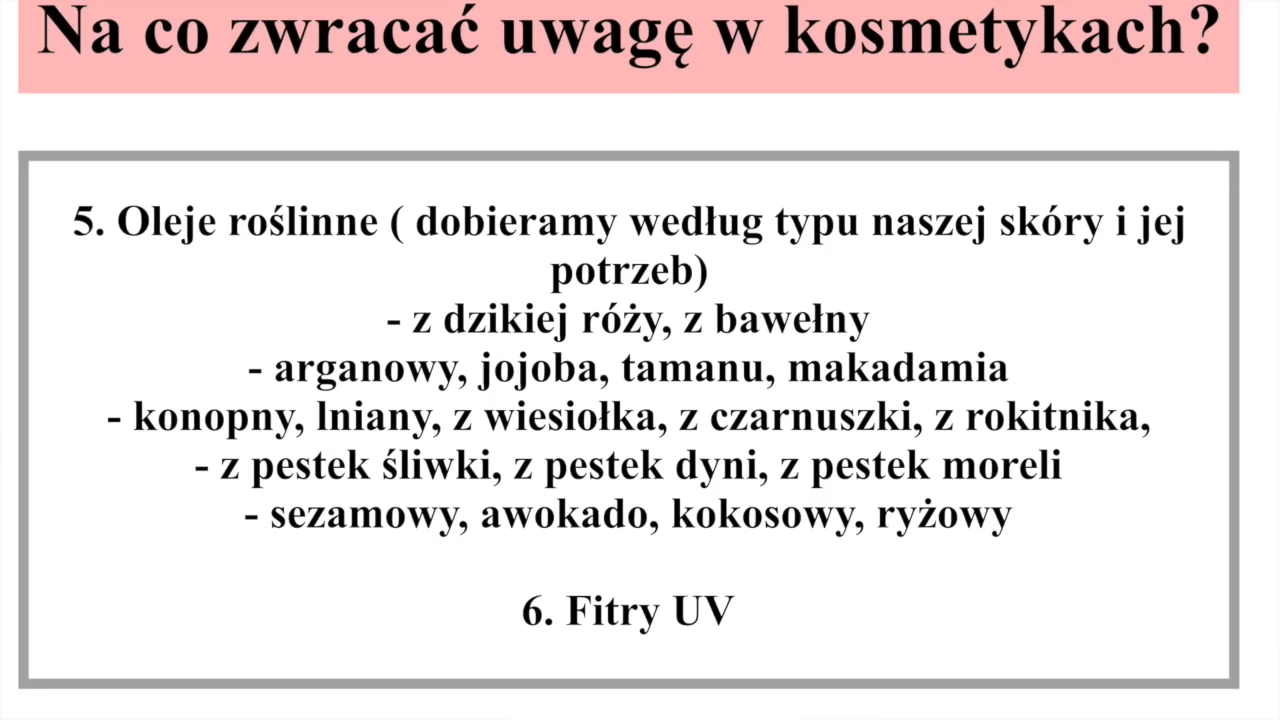 Na co zwracać uwagę w kosmetykach?
5. Oleje roślinne ( dobieramy według typu naszej skóry i jej
potrzeb)
- z dzikiej róży, z bawełny
- arganowy, jojoba, tamanu, makadamia
- konopny, lniany, z wiesiołka, z czarnuszki, z rokitnika,
- z pestek śliwki, z pestek dyni, z pestek moreli
- sezamowy, awokado, kokosowy, ryżowy
6. Fitry UV